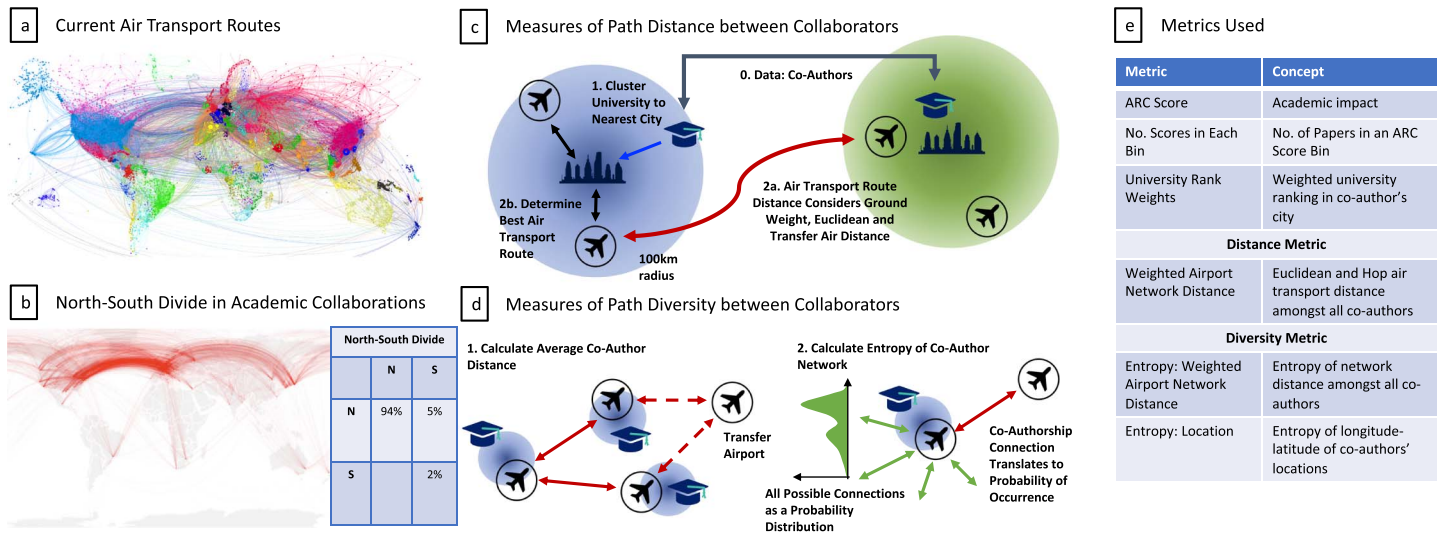 a Current Air Transport Routes
b North-South Divide in Academic Collaborations
North-South Divide
N S
N 94% 5%
S 2%
c Measures of Path Distance between Collaborators
0. Data: Co-Authors
1. Cluster
University to
Nearest City
2b. Determine
Best Air
Transport
Route
100km
radius
2a. Air Transport Route
Distance Considers Ground
Weight, Euclidean and
Transfer Air Distance
d Measures of Path Diversity between Collaborators
1. Calculate Average Co-Author
Distance
Transfer
Airport
2. Calculate Entropy of Co-Author
Network
Co-Authorship
Connection
Translates to
Probability of
Occurrence
All Possible Connections
as a Probability
Distribution
e Metrics Used
Metric Concept
ARC Score Academic impact
No. Scores in Each
Bin
No. of Papers in an ARC
Score Bin
University Rank
Weights
Weighted university
ranking in co-author's
city
Distance Metric
Weighted Airport
Network Distance
Euclidean and Hop air
transport distance
amongst all co-authors
Diversity Metric
Entropy: Weighted
Airport Network
Distance
Entropy of network
distance amongst all co-
authors
Entropy: Location
Entropy of longitude-
latitude of co-authors'
locations